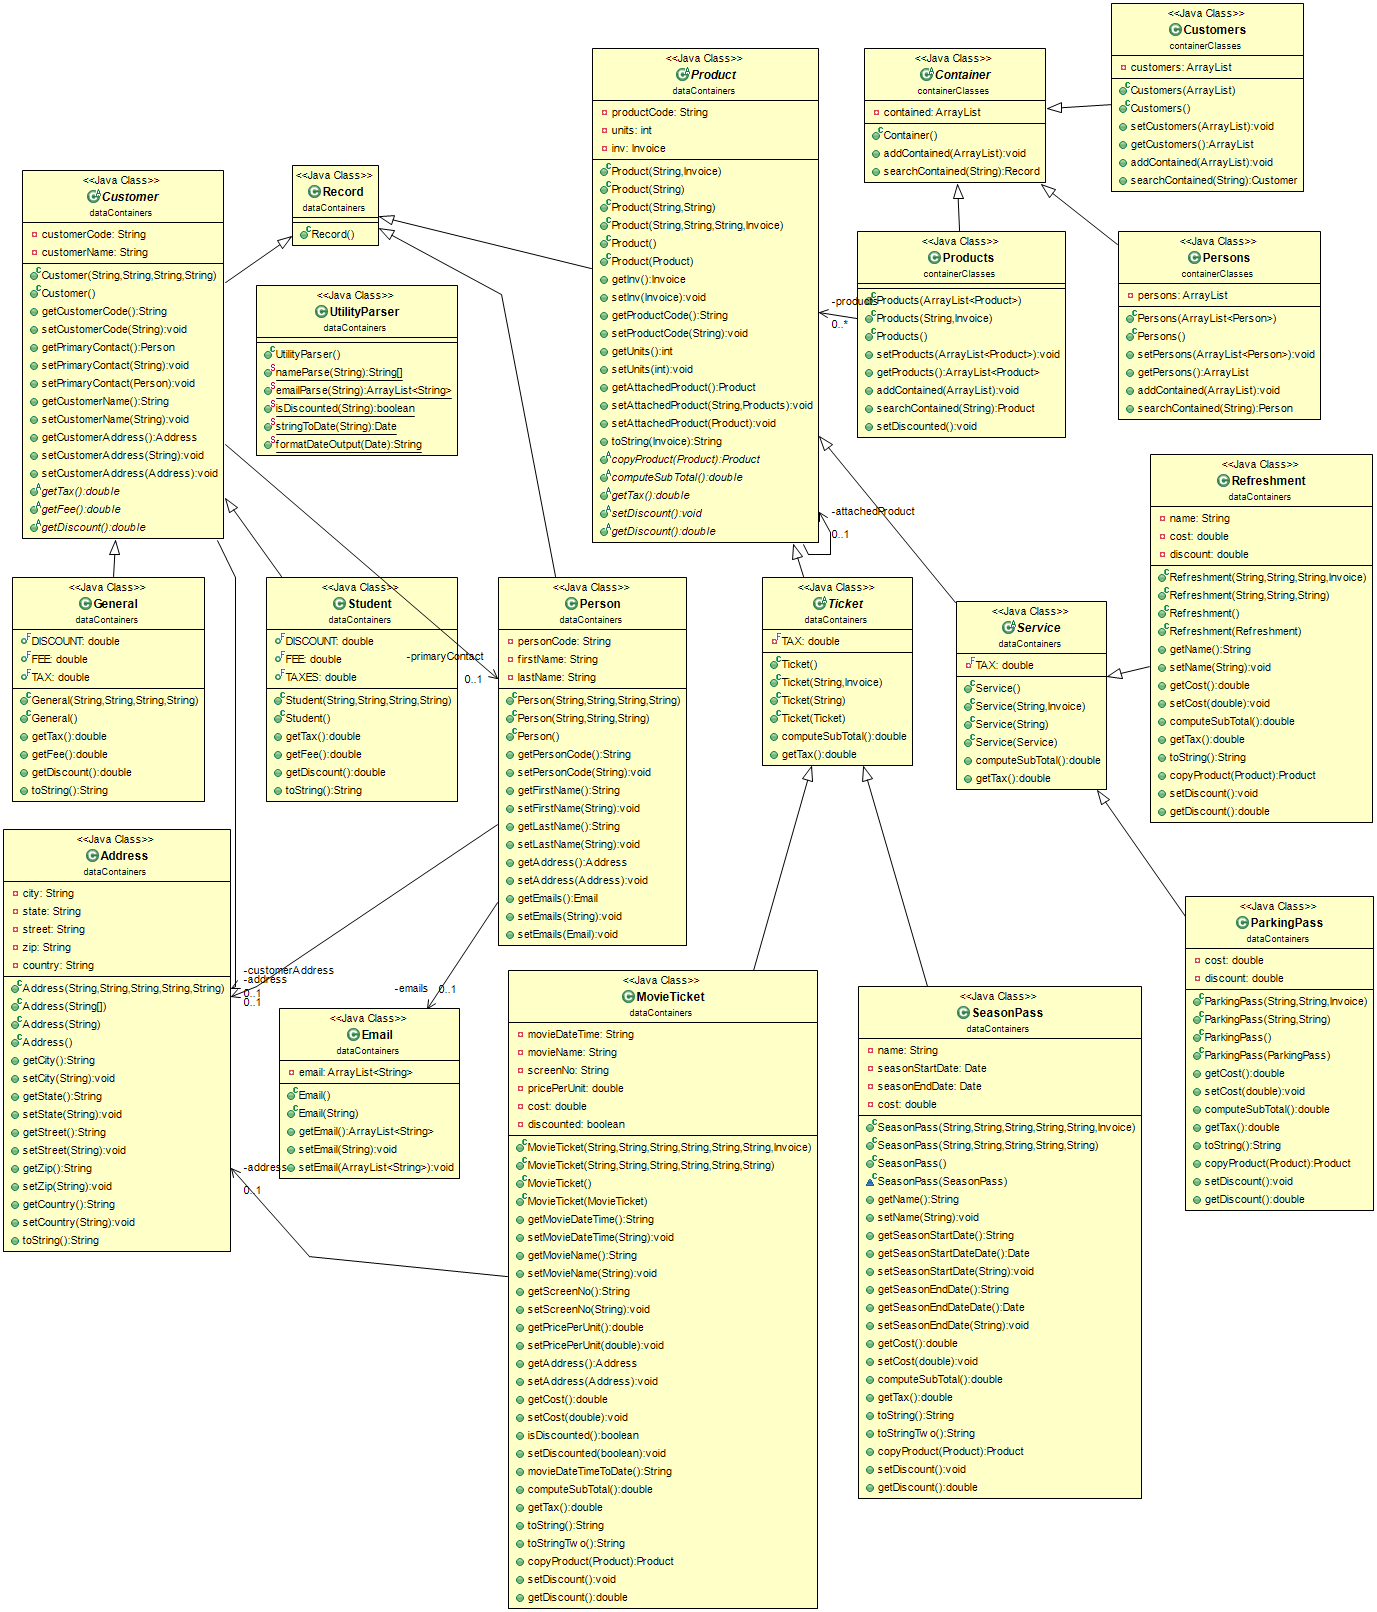 <<Java Class>>
Customers
containerClasses
customers: ArrayList
Customers(ArrayList)
Customers()
setCustomers(ArrayList):void
getCustomers():ArrayList
addContained(ArrayList):void
searchContained(String):Customer
<<Java Class>>
Product
dataContainers
productCode: String
units: int
inv: Invoice
Product(String,Invoice)
Product(String)
Product(String,String)
Product(String,String,String,Invoice)
Product()
Product(Product)
getInv():Invoice
setInv(Invoice):void
getProductCode():String
setProductCode(String):void
getUnits():int
setUnits(int):void
getAttachedProduct():Product
setAttachedProduct(String,Products):void
setAttachedProduct(Product):void
toString(Invoice):String
copyProduct(Product):Product
computeSubTotal():double
getTax():double
setDiscount():void
getDiscount():double
<<Java Class>>
Container
containerClasses
contained: ArrayList
Container()
addContained(ArrayList):void
searchContained(String):Record
<<Java Class>>
Record
dataContainers
Record()
<<Java Class>>
Customer
dataContainers
customerCode: String
customerName: String
Customer(String,String,String,String)
Customer()
getCustomerCode():String
setCustomerCode(String):void
getPrimaryContact():Person
setPrimaryContact(String):void
setPrimaryContact(Person):void
getCustomerName():String
setCustomerName(String):void
getCustomerAddress():Address
setCustomerAddress(String):void
setCustomerAddress(Address):void
getTax():double
getFee():double
getDiscount():double
<<Java Class>>
UtilityParser
dataContainers
UtilityParser()
nameParse(String):String[]
emailParse(String):ArrayList<String>
isDiscounted(String):boolean
stringToDate(String):Date
formatDateOutput(Date):String
<<Java Class>>
Products
containerClasses
Products(ArrayList<Product>)
Products(String,Invoice)
Products()
setProducts(ArrayList<Product>):void
getProducts():ArrayList<Product>
addContained(ArrayList):void
searchContained(String):Product
setDiscounted():void
-products
0..*
<<Java Class>>
Persons
containerClasses
persons: ArrayList
Persons(ArrayList<Person>)
Persons()
setPersons(ArrayList<Person>):void
getPersons():ArrayList
addContained(ArrayList):void
searchContained(String):Person
<<Java Class>>
Refreshment
dataContainers
name: String
cost: double
discount: double
Refreshment(String,String,String,Invoice)
Refreshment(String,String,String)
Refreshment()
Refreshment(Refreshment)
getName():String
setName(String):void
getCost():double
setCost(double):void
computeSubTotal():double
getTax():double
toString():String
copyProduct(Product):Product
setDiscount():void
getDiscount():double
-attachedProduct
0..1
<<Java Class>>
General
dataContainers
DISCOUNT: double
FEE: double
TAX: double
General(String,String,String,String)
General()
getTax():double
getFee():double
getDiscount():double
toString():String
<<Java Class>>
Student
dataContainers
DISCOUNT: double
FEE: double
TAXES: double
Student(String,String,String,String)
Student()
getTax():double
getFee():double
getDiscount():double
toString():String
-primaryContact
0..1
<<Java Class>>
Person
dataContainers
personCode: String
firstName: String
lastName: String
Person(String,String,String,String)
Person(String,String,String)
Person()
getPersonCode():String
setPersonCode(String):void
getFirstName():String
setFirstName(String):void
getLastName():String
setLastName(String):void
getAddress():Address
setAddress(Address):void
getEmails():Email
setEmails(String):void
setEmails(Email):void
<<Java Class>>
Ticket
dataContainers
TAX: double
Ticket()
Ticket(String,Invoice)
Ticket(String)
Ticket(Ticket)
computeSubTotal():double
getTax():double
<<Java Class>>
Service
dataContainers
TAX: double
Service()
Service(String,Invoice)
Service(String)
Service(Service)
computeSubTotal():double
getTax():double
<<Java Class>>
Address
dataContainers
city: String
state: String
street: String
zip: String
country: String
Address(String,String,String,String,String)
Address(String[])
Address(String)
Address()
getCity():String
setCity(String):void
getState():String
setState(String):void
getStreet():String
setStreet(String):void
getZip():String
setZip(String):void
getCountry():String
setCountry(String):void
toString():String
-customerAddress
-address
0..1
0..1
-emails
0..1
-address
0..1
<<Java Class>>
Email
dataContainers
email: ArrayList<String>
Email()
Email(String)
getEmail():ArrayList<String>
setEmail(String):void
setEmail(ArrayList<String>):void
<<Java Class>>
MovieTicket
dataContainers
movieDateTime: String
movieName: String
screenNo: String
pricePerUnit: double
cost: double
discounted: boolean
MovieTicket(String,String,String,String,String,String,Invoice)
MovieTicket(String,String,String,String,String,String)
MovieTicket()
MovieTicket(MovieTicket)
getMovieDateTime():String
setMovieDateTime(String):void
getMovieName():String
setMovieName(String):void
getScreenNo():String
setScreenNo(String):void
getPricePerUnit():double
setPricePerUnit(double):void
getAddress():Address
setAddress(Address):void
getCost():double
setCost(double):void
isDiscounted():boolean
setDiscounted(boolean):void
movieDateTimeToDate():String
computeSubTotal():double
getTax():double
toString():String
toStringTwo():String
copyProduct(Product):Product
setDiscount():void
getDiscount():double
<<Java Class>>
SeasonPass
dataContainers
name: String
seasonStartDate: Date
seasonEndDate: Date
cost: double
SeasonPass(String,String,String,String,String,Invoice)
SeasonPass(String,String,String,String,String)
SeasonPass()
SeasonPass(SeasonPass)
getName():String
setName(String):void
getSeasonStartDate():String
getSeasonStartDateDate():Date
setSeasonStartDate(String):void
getSeasonEndDate():String
getSeasonEndDateDate():Date
setSeasonEndDate(String):void
getCost():double
setCost(double):void
computeSubTotal():double
getTax():double
toString():String
toStringTwo():String
copyProduct(Product):Product
setDiscount():void
getDiscount():double
<<Java Class>>
ParkingPass
dataContainers
cost: double
discount: double
ParkingPass(String,String,Invoice)
ParkingPass(String,String)
ParkingPass()
ParkingPass(ParkingPass)
getCost():double
setCost(double):void
computeSubTotal():double
getTax():double
toString():String
copyProduct(Product):Product
setDiscount():void
getDiscount():double